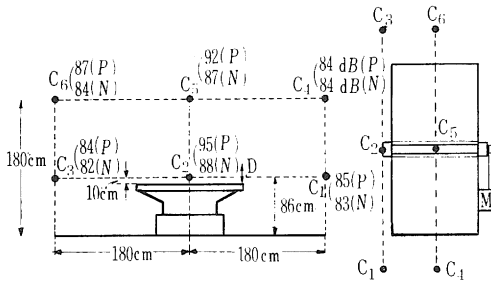 C₃ C₆
C₆ (87(P) 84(N)
C₅ (92(P) 87(N)
C₄ (84 dB(P) 84 dB(N)
C₃ (84(P) 82(N)
C₂ (95(P) 88(N)
D
C₁ (85(P) 83(N)
180cm
10cm
86cm
180cm
180cm
C₂
C₅
M
C₁
C₄